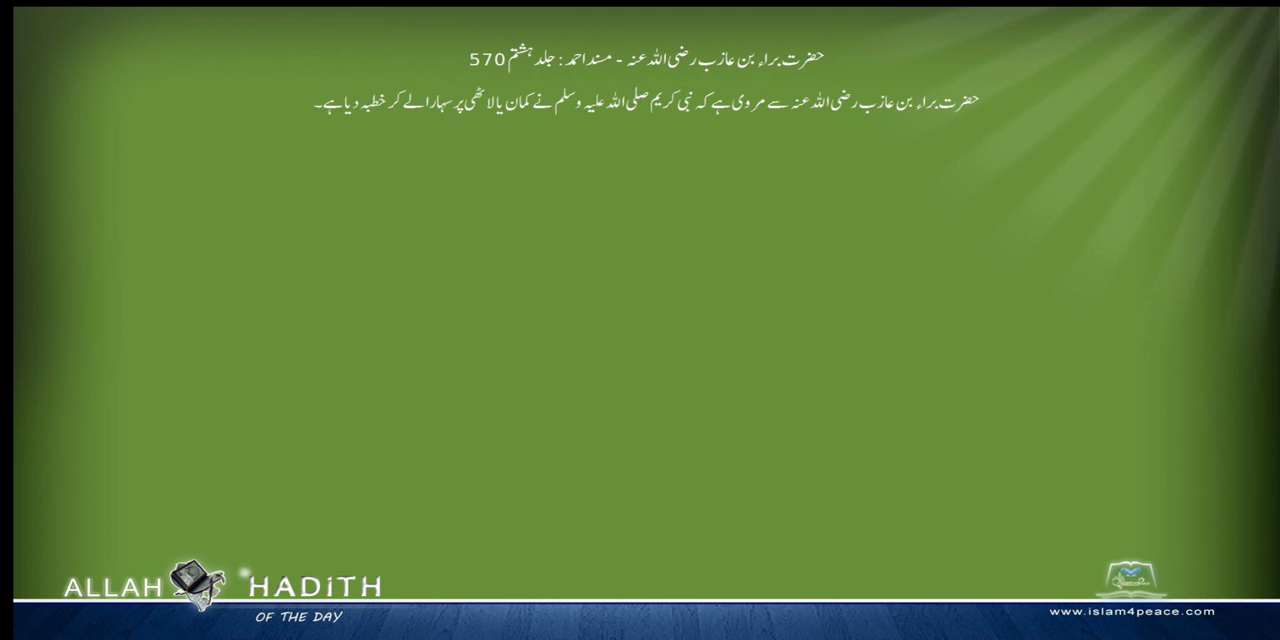 حضرت براء بن عازب رضی اللہ عنہ - مسند احمد : جلد ہشتم 570
حضرت براء بن عازب رضی اللہ عنہ سے مروی ہے کہ نبی کریم صلی اللہ علیہ وسلم نے کمان یا لاٹھی پر سہارا لے کر خطبہ دیا ہے۔
ALLAH HADITH
OF THE DAY
www.islam4peace.com